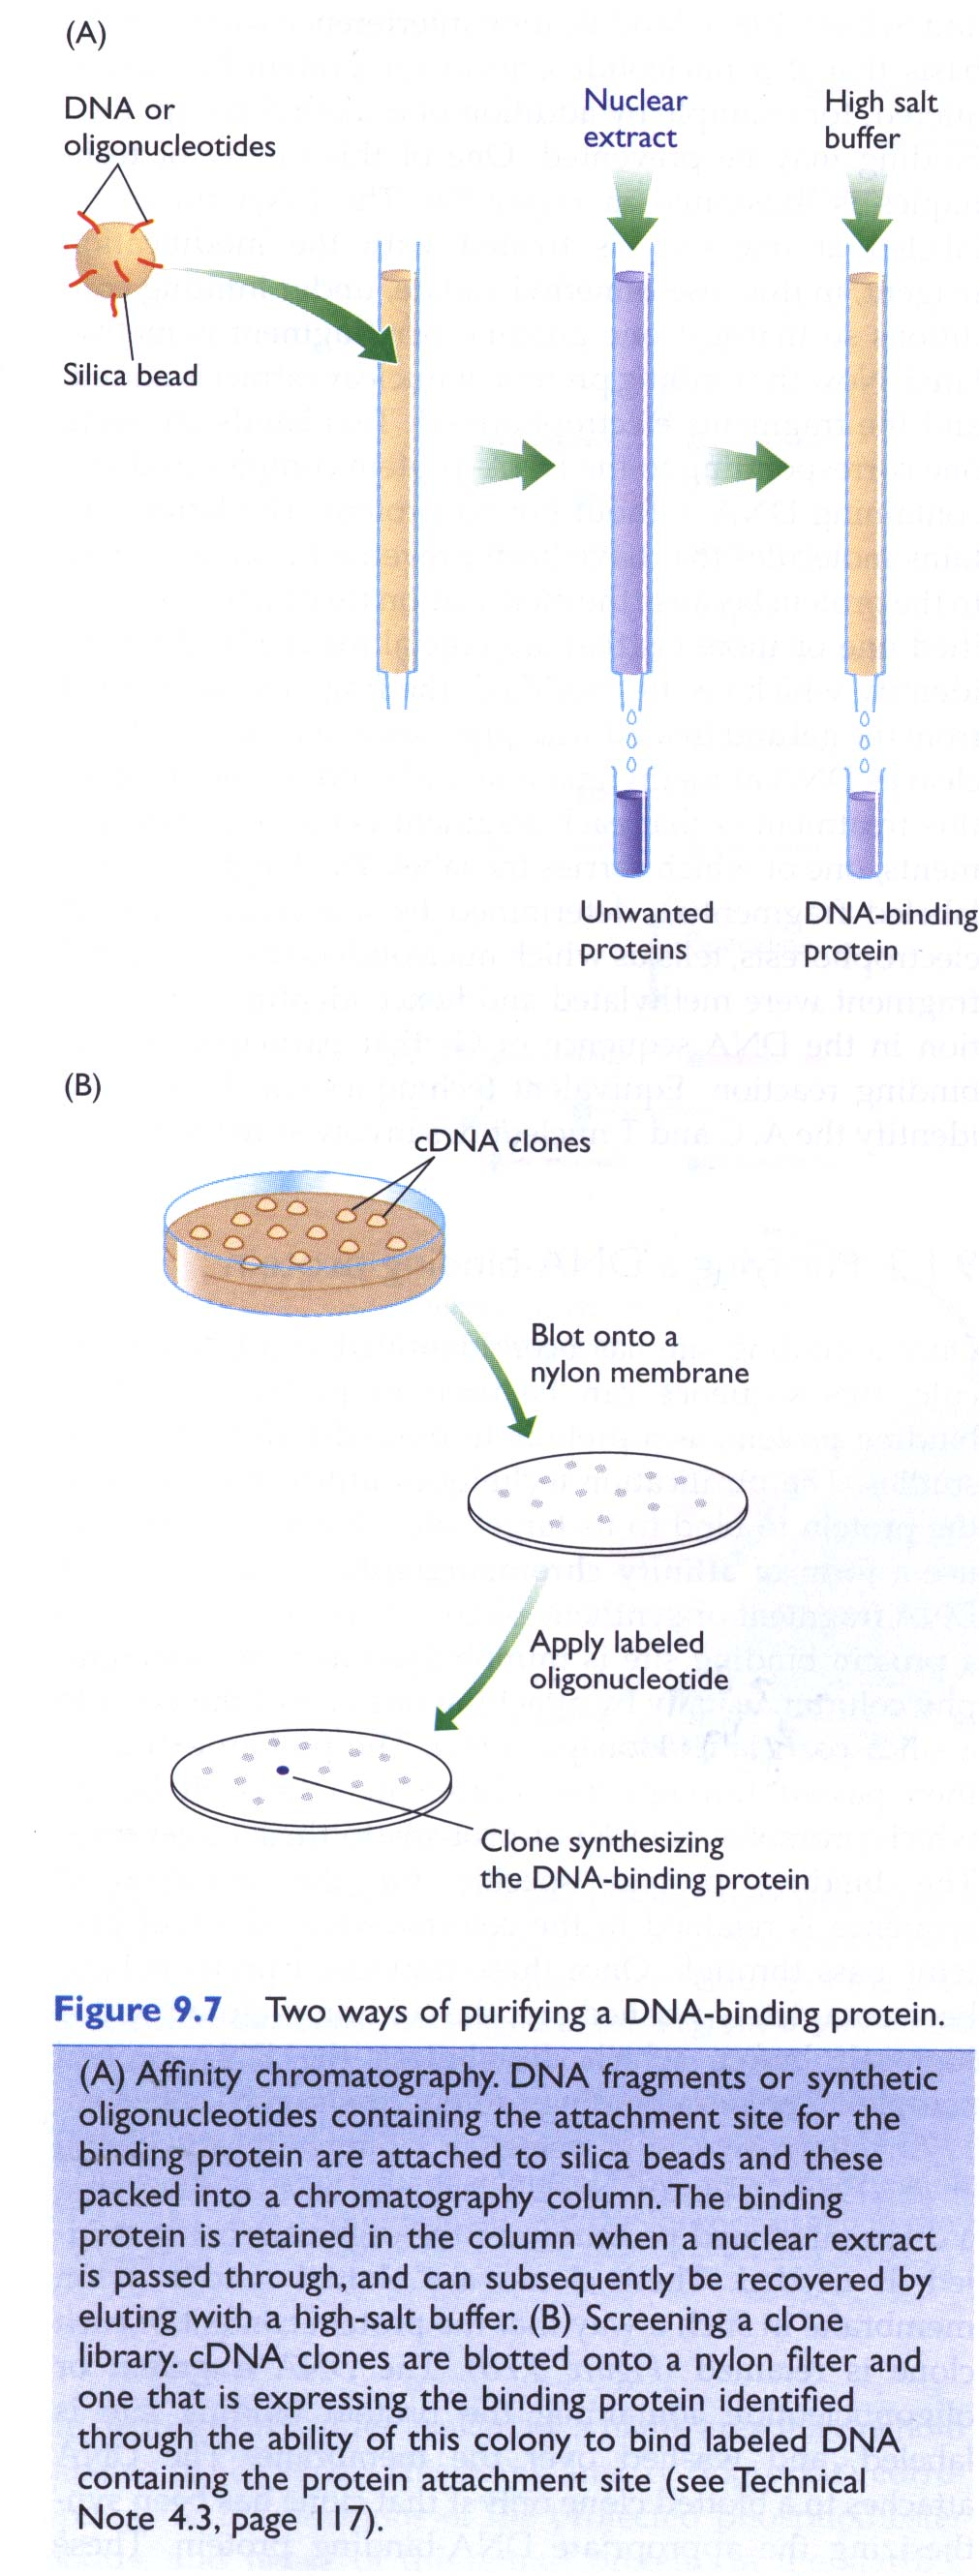 (A)
DNA or
oligonucleotides
Silica bead
Nuclear
extract
High salt
buffer
Unwanted
proteins
DNA-binding
protein
(B)
cDNA clones
Blot onto a
nylon membrane
Apply labeled
oligonucleotide
Clone synthesizing
the DNA-binding protein
Figure 9.7 Two ways of purifying a DNA-binding protein.
(A) Affinity chromatography. DNA fragments or synthetic
oligonucleotides containing the attachment site for the
binding protein are attached to silica beads and these
packed into a chromatography column. The binding
protein is retained in the column when a nuclear extract
is passed through, and can subsequently be recovered by
eluting with a high-salt buffer. (B) Screening a clone
library. cDNA clones are blotted onto a nylon filter and
one that is expressing the binding protein identified
through the ability of this colony to bind labeled DNA
containing the protein attachment site (see Technical
Note 4.3, page 117).